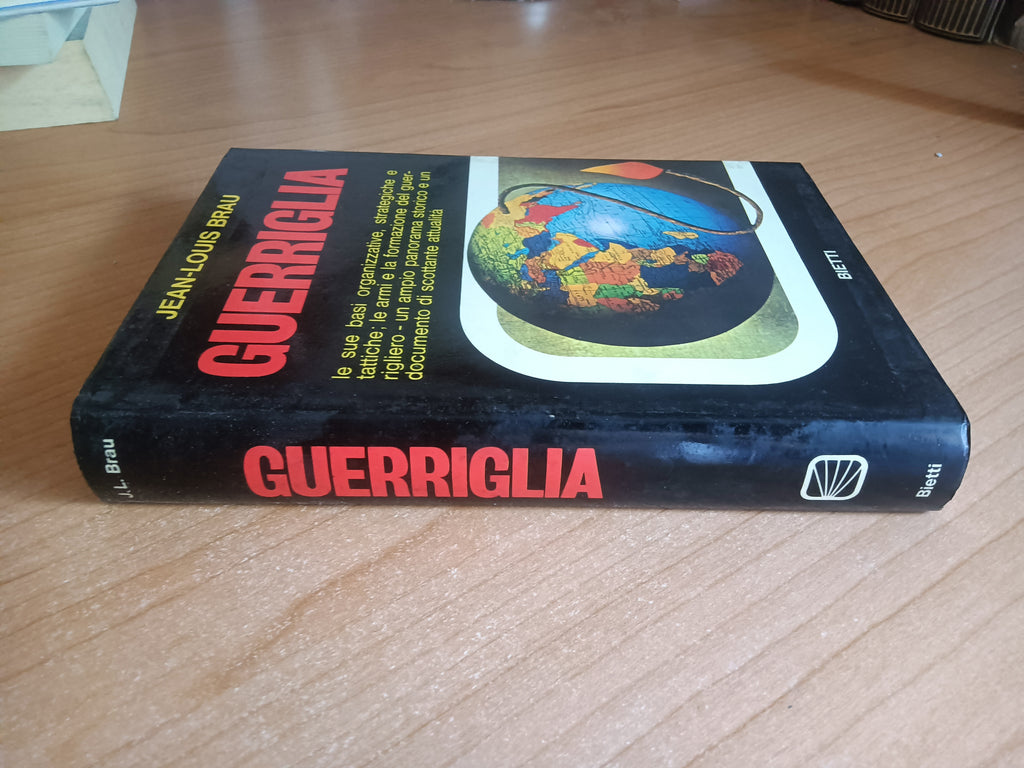 JEAN-LOUIS BRAU
GUERRIGLIA
le sue basi organizzative, strategiche e
tattiche; le armi e la formazione del guer-
rigliero - un ampio panorama storico e un
documento di scottante attualità
BIETTI
J.L. Brau
GUERRIGLIA
Bietti